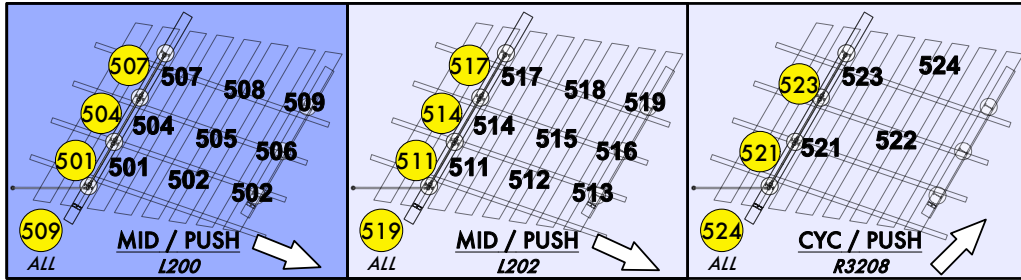 507 507 508 509
504 504 505 506
501 501 502 502
509 MID / PUSH
ALL L200
517 517 518 519
514 514 515 516
511 511 512 513
519 MID / PUSH
ALL L202
523 523 524
521 521 522
524 CYC / PUSH
ALL R3208